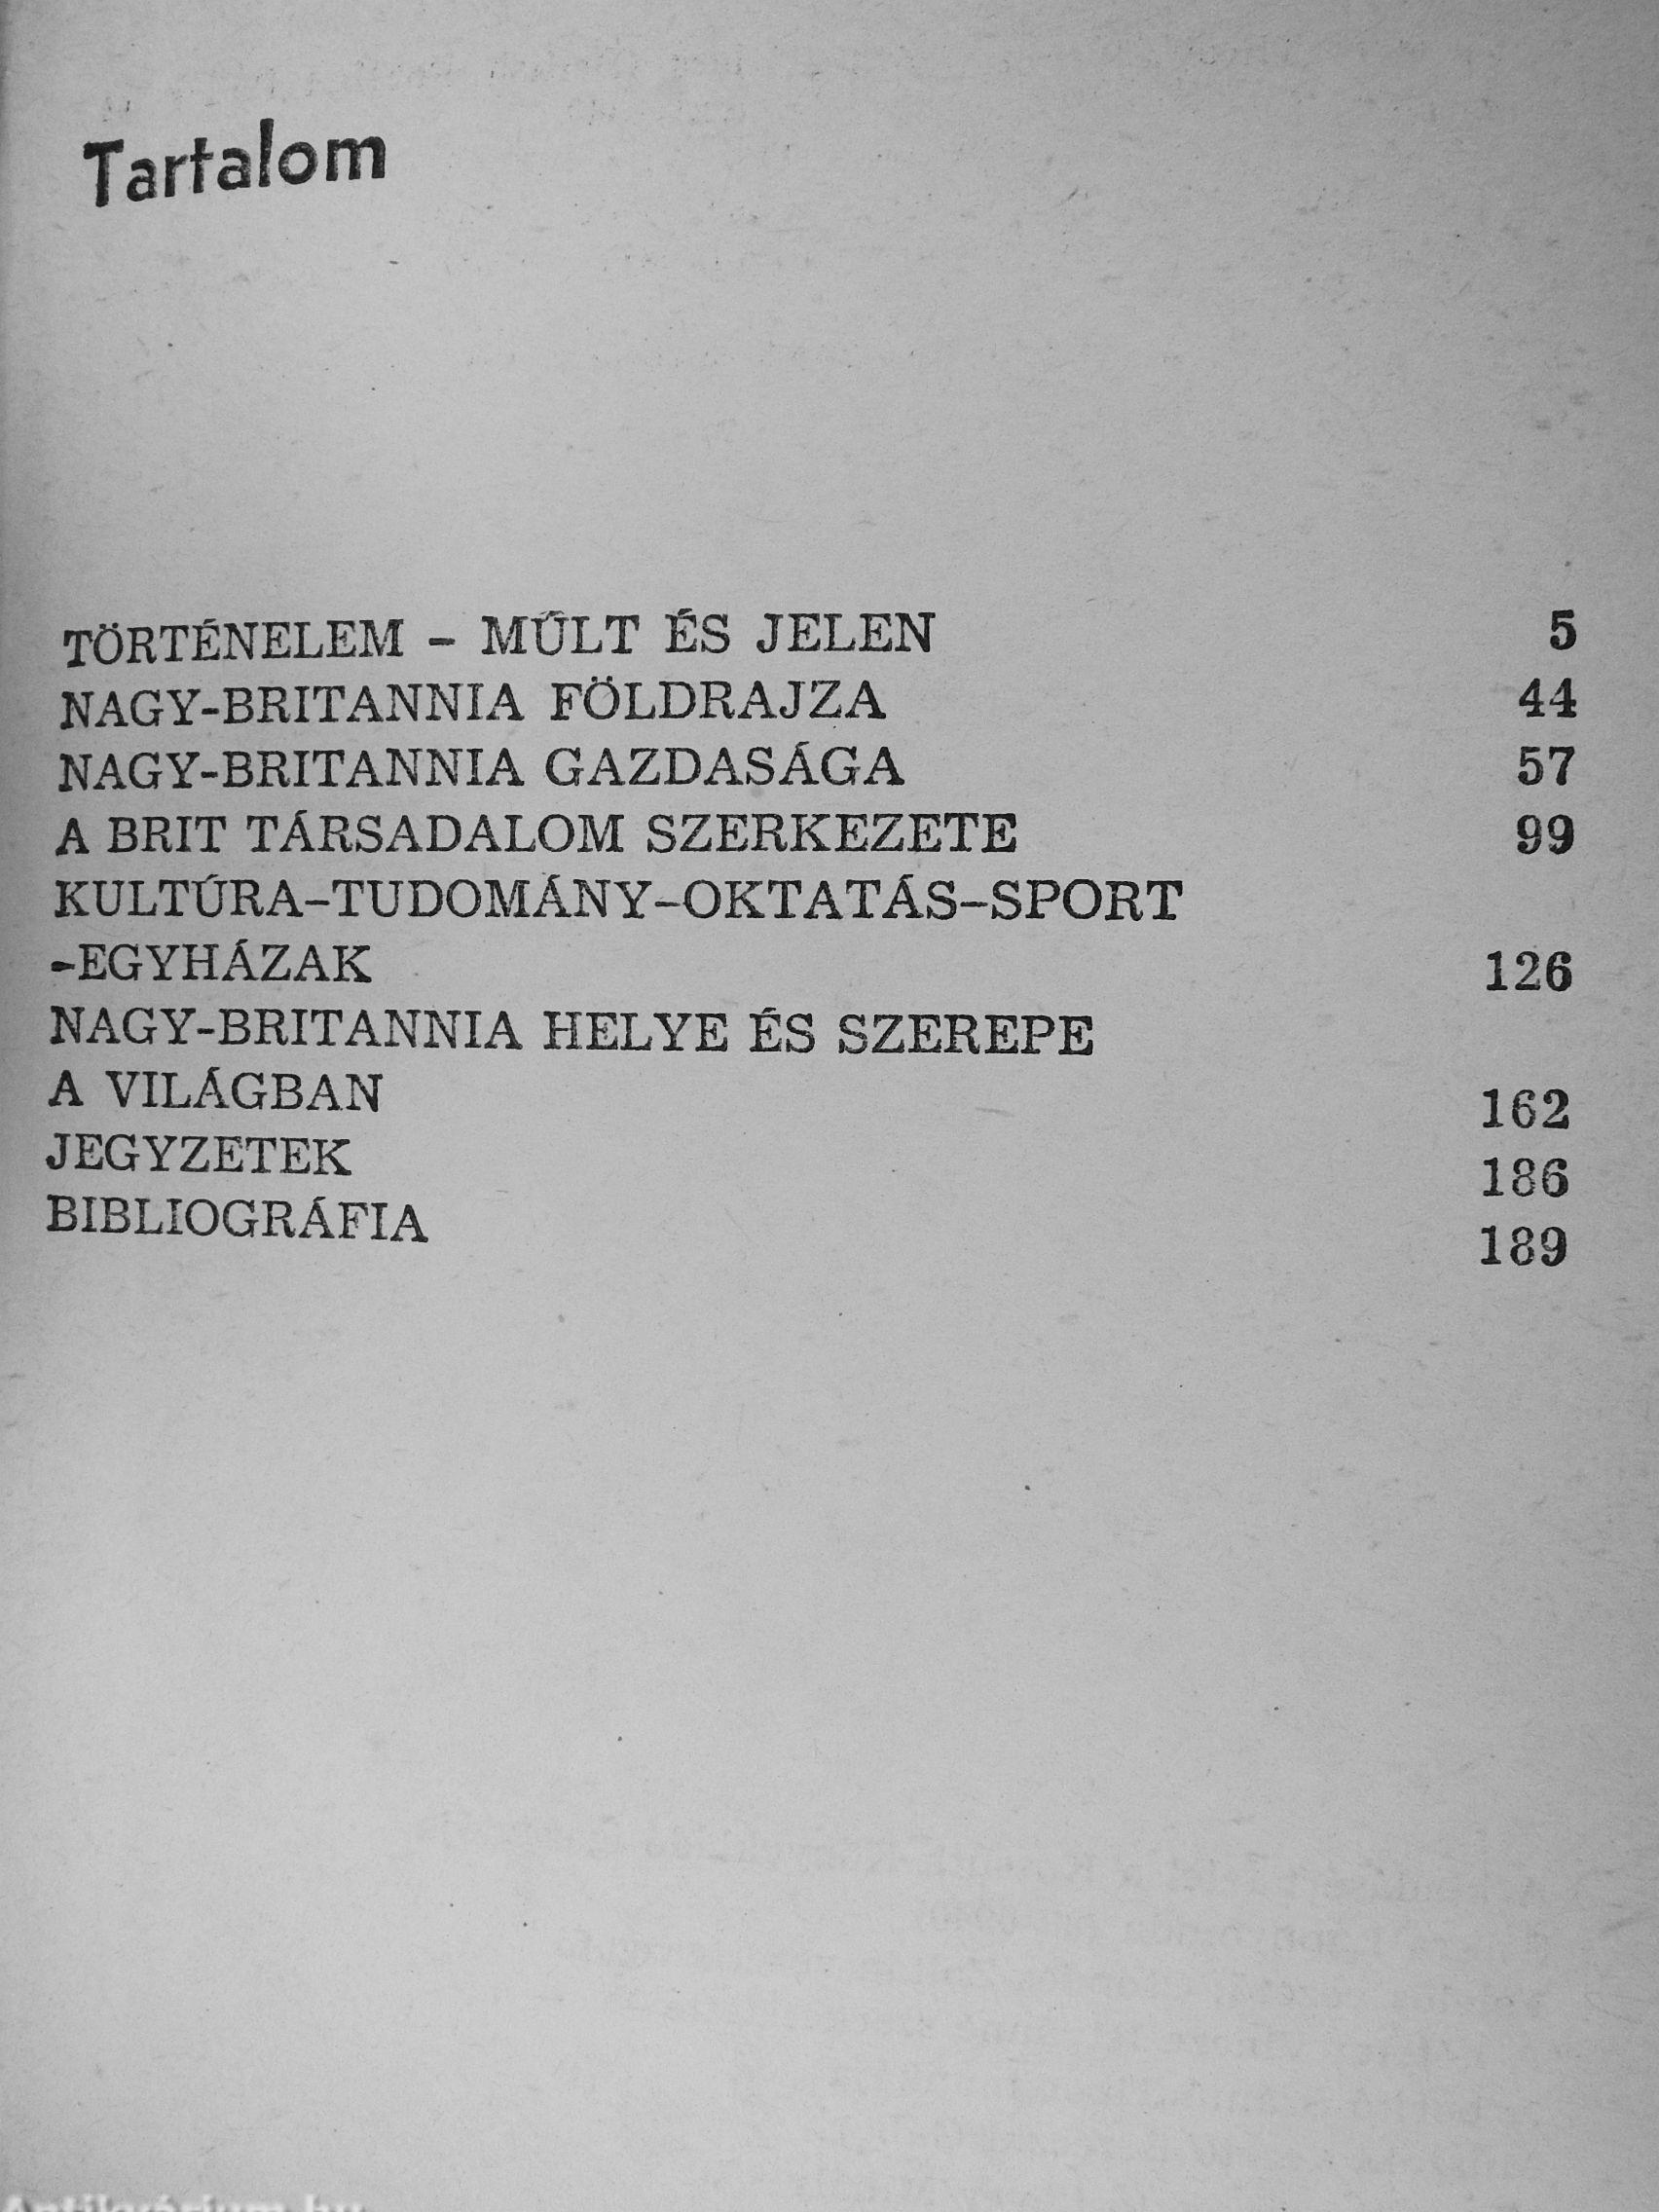 Tartalom
TÖRTÉNELEM – MÚLT ÉS JELEN 5
NAGY-BRITANNIA FÖLDRAJZA 44
NAGY-BRITANNIA GAZDASÁGA 57
A BRIT TÁRSADALOM SZERKEZETE 99
KULTÚRA–TUDOMÁNY–OKTATÁS–SPORT
–EGYHÁZAK 126
NAGY-BRITANNIA HELYE ÉS SZEREPE
A VILÁGBAN 162
JEGYZETEK 186
BIBLIOGRÁFIA 189